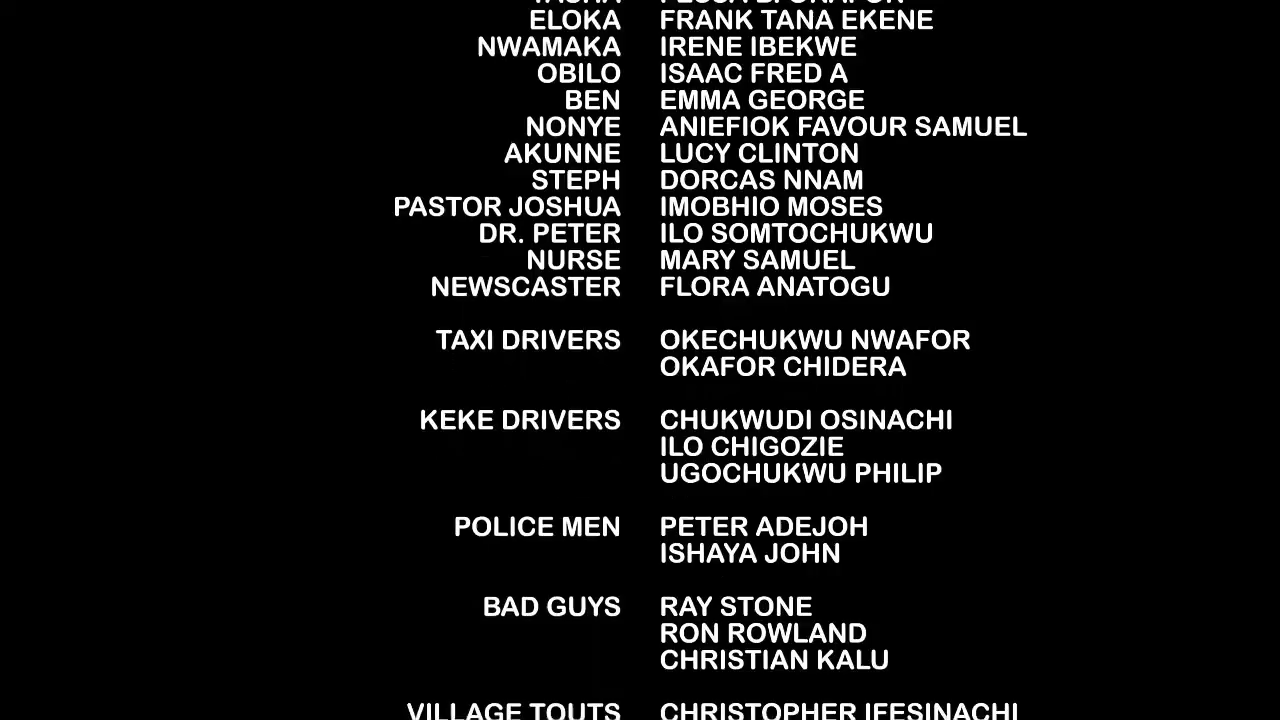 ELOKA FRANK TANA EKENE
NWAMAKA IRENE IBEKWE
OBILO ISAAC FRED A
BEN EMMA GEORGE
NONYE ANIEFIOK FAVOUR SAMUEL
AKUNNE LUCY CLINTON
STEPH DORCAS NNAM
PASTOR JOSHUA IMOBHIO MOSES
DR. PETER ILO SOMTOCHUKWU
NURSE MARY SAMUEL
NEWSCASTER FLORA ANATOGU
TAXI DRIVERS OKECHUKWU NWAFOR
OKAFOR CHIDERA
KEKE DRIVERS CHUKWUDI OSINACHI
ILO CHIGOZIE
UGOCHUKWU PHILIP
POLICE MEN PETER ADEJOH
ISHAYA JOHN
BAD GUYS RAY STONE
RON ROWLAND
CHRISTIAN KALU
VILLAGE TOUTS CHRISTOPHER IFESINACHI